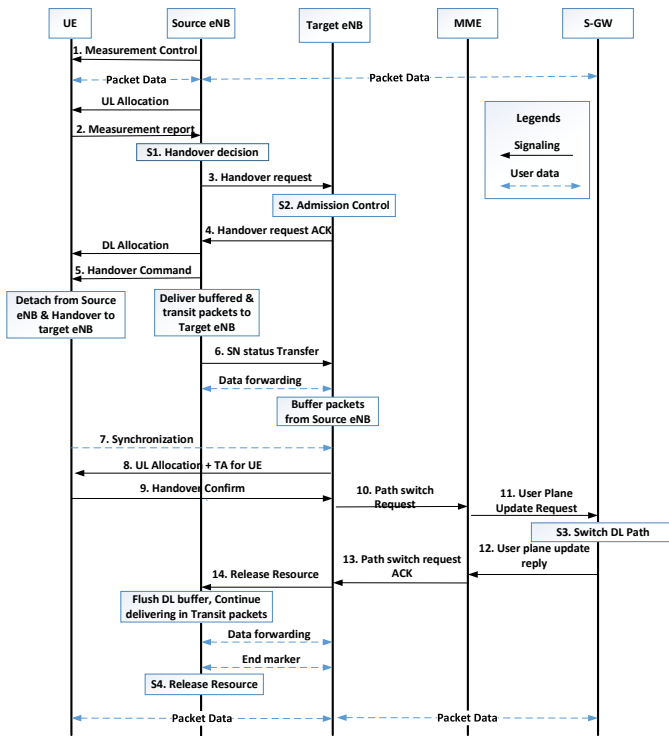 UE
Source eNB
Target eNB
MME
S-GW
1. Measurement Control
Packet Data
Packet Data
UL Allocation
Legends
Signaling
User data
2. Measurement report
S1. Handover decision
3. Handover request
S2. Admission Control
4. Handover request ACK
DL Allocation
5. Handover Command
Detach from Source
eNB & Handover to
target eNB
Deliver buffered &
transit packets to
Target eNB
6. SN status Transfer
Data forwarding
Buffer packets
from Source eNB
7. Synchronization
8. UL Allocation + TA for UE
9. Handover Confirm
10. Path switch
Request
11. User Plane
Update Request
S3. Switch DL Path
12. User plane update
reply
13. Path switch request
ACK
14. Release Resource
Flush DL buffer, Continue
delivering in Transit packets
Data forwarding
End marker
S4. Release Resource
Packet Data
Packet Data